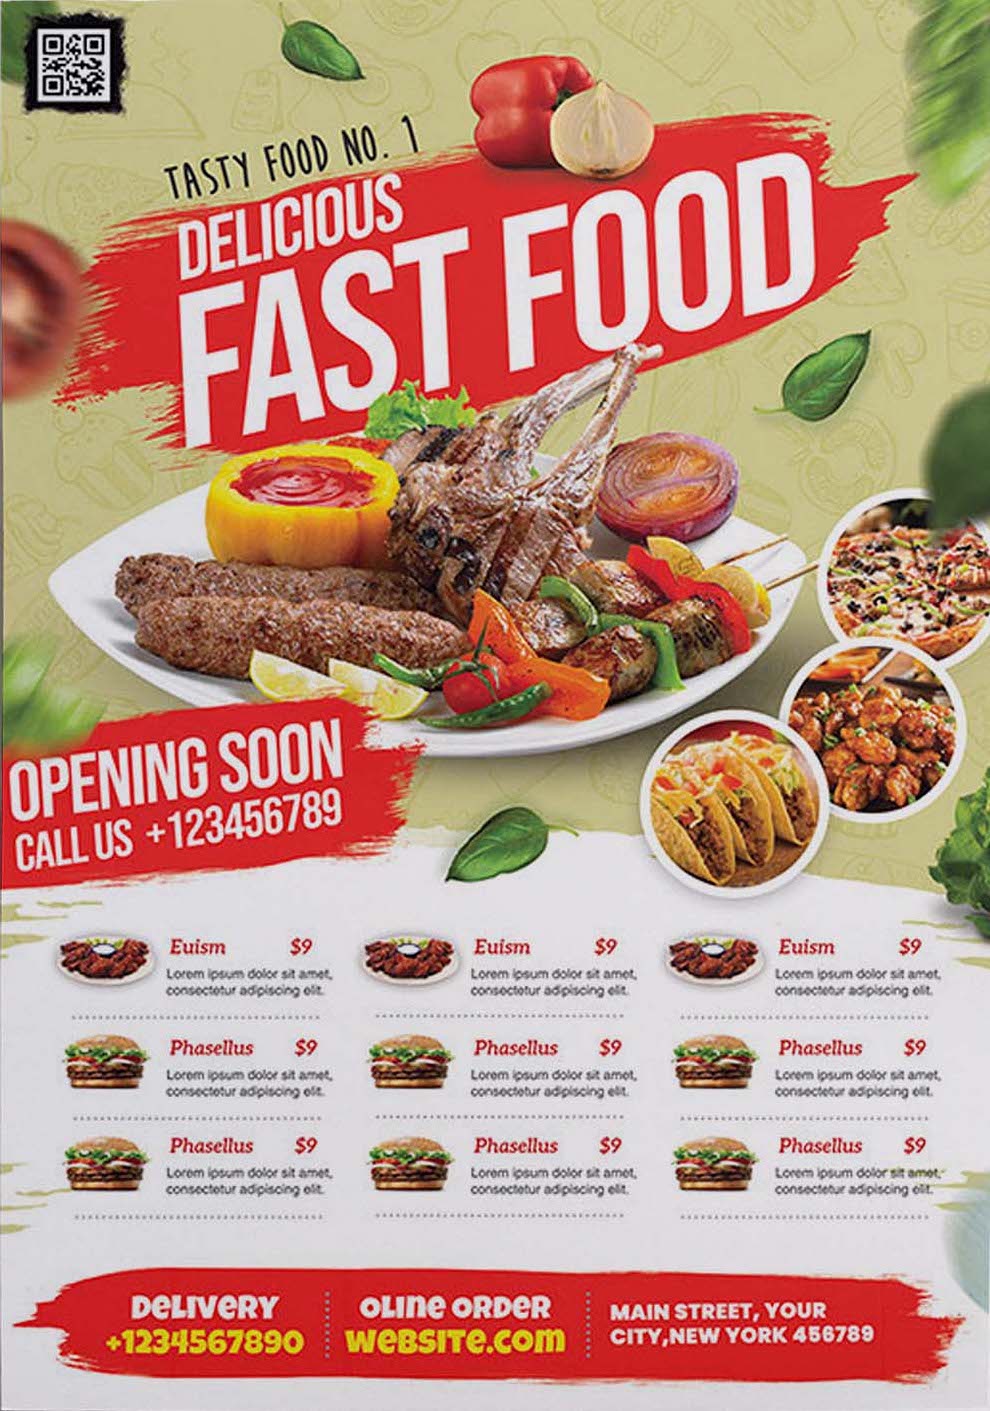 TASTY FOOD NO. 1
DELICIOUS
FAST FOOD
OPENING SOON
CALL US +123456789
Euism $9
Lorem ipsum dolor sit amet,
consectetur adipiscing elit.
Euism $9
Lorem ipsum dolor sit amet,
consectetur adipiscing elit.
Euism $9
Lorem ipsum dolor sit amet,
consectetur adipiscing elit.
Phasellus $9
Lorem ipsum dolor sit amet,
consectetur adipiscing elit.
Phasellus $9
Lorem ipsum dolor sit amet,
consectetur adipiscing elit.
Phasellus $9
Lorem ipsum dolor sit amet,
consectetur adipiscing elit.
Phasellus $9
Lorem ipsum dolor sit amet,
consectetur adipiscing elit.
Phasellus $9
Lorem ipsum dolor sit amet,
consectetur adipiscing elit.
Phasellus $9
Lorem ipsum dolor sit amet,
consectetur adipiscing elit.
DELIVERY
+1234567890
OLINE ORDER
WEBSITE.COM
MAIN STREET, YOUR
CITY,NEW YORK 456789